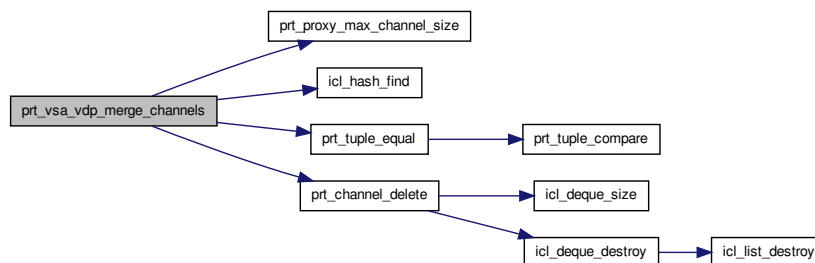 prt_proxy_max_channel_size
icl_hash_find
prt_vsa_vdp_merge_channels
prt_tuple_equal
prt_tuple_compare
prt_channel_delete
icl_deque_size
icl_deque_destroy
icl_list_destroy